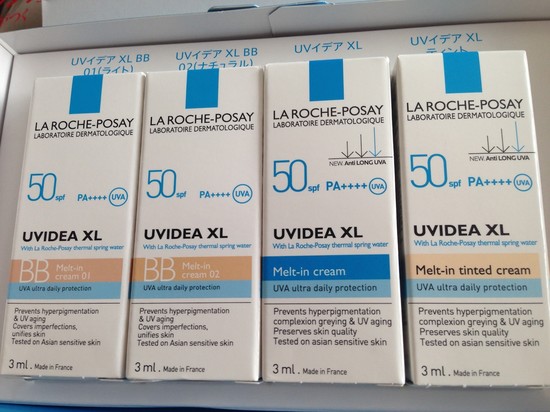 UVイデア XL BB
01(ライト)
UVイデア XL BB
02(ナチュラル)
UVイデア XL
UVイデア XL
ティント
LA ROCHE-POSAY
LABORATOIRE DERMATOLOGIQUE
50 spf PA++++ UVA
UVIDEA XL
With La Roche-Posay thermal spring water
BB Melt-in
cream 01
UVA ultra daily protection
Prevents hyperpigmentation
& UV aging
Covers imperfections,
unifies skin
Tested on Asian sensitive skin
3 ml . Made in France
LA ROCHE-POSAY
LABORATOIRE DERMATOLOGIQUE
50 spf PA++++ UVA
UVIDEA XL
With La Roche-Posay thermal spring water
BB Melt-in
cream 02
UVA ultra daily protection
Prevents hyperpigmentation
& UV aging
Covers imperfections,
unifies skin
Tested on Asian sensitive skin
3 ml . Made in France
LA ROCHE-POSAY
LABORATOIRE DERMATOLOGIQUE
NEW. Anti LONG UVA
50 spf PA++++ UVA
UVIDEA XL
With La Roche-Posay thermal spring water
Melt-in cream
UVA ultra daily protection
Prevents hyperpigmentation
complexion greying & UV aging
Preserves skin quality
Tested on asian sensitive skin
3 ml . Made in France
LA ROCHE-POSAY
LABORATOIRE DERMATOLOGIQUE
NEW. Anti LONG UVA
50 spf PA++++ UVA
UVIDEA XL
With La Roche-Posay thermal spring water
Melt-in tinted cream
UVA ultra daily protection
Prevents hyperpigmentation
complexion greying & UV aging
Preserves skin quality
Tested on asian sensitive skin
3 ml . Made in France